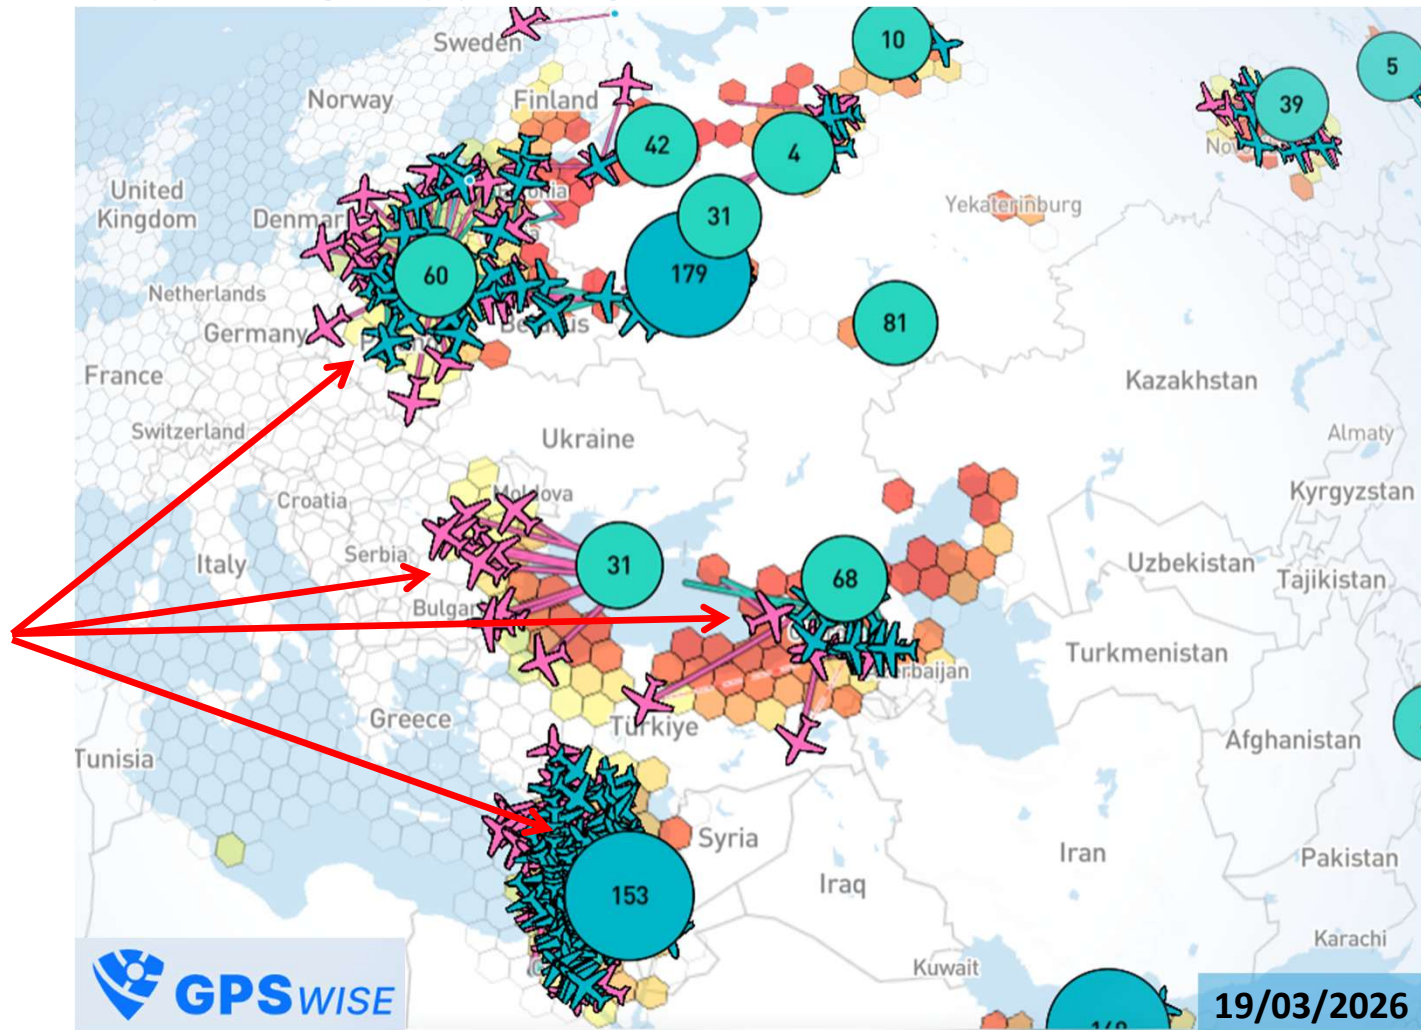 Sweden
10
5
Norway
Finland
39
42
4
United
Kingdom
Denmar
Yekaterinburg
31
60
179
Netherlands
81
Germany
France
Kazakhstan
Switzerland
Ukraine
Almaty
Croatia
Moldova
Kyrgyzstan
Serbia
Italy
31
68
Uzbekistan
Tajikistan
Bulgar
Turkmenistan
erbaijan
Greece
Türkiye
Afghanistan
Tunisia
Syria
Iran
Pakistan
Iraq
153
Karachi
Kuwait
GPSWISE
19/03/2026